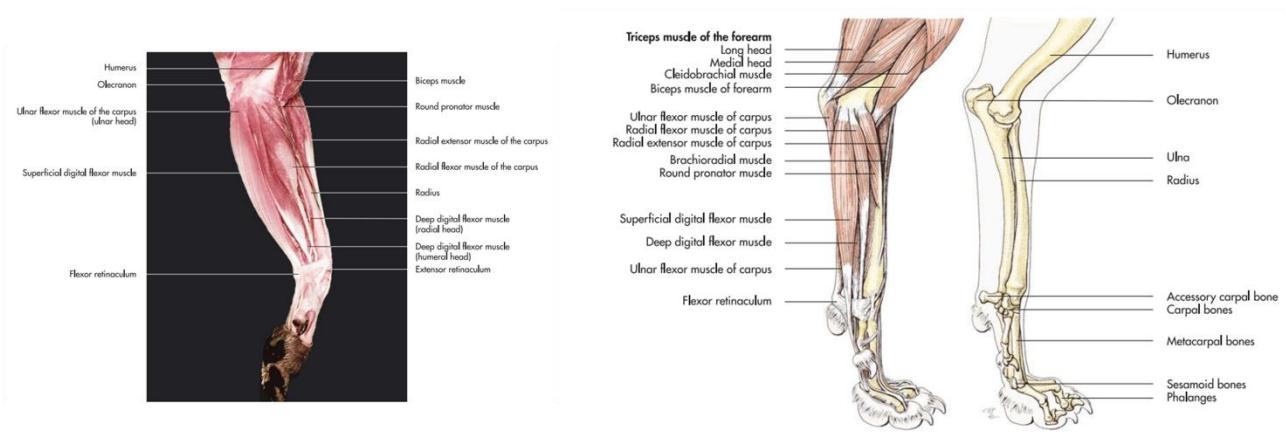 Humerus
Olecranon
Ulnar flexor muscle of the carpus
(ulnar head)
Superficial digital flexor muscle
Flexor retinaculum
Biceps muscle
Round pronator muscle
Radial extensor muscle of the carpus
Radial flexor muscle of the carpus
Radius
Deep digital flexor muscle
(radial head)
Deep digital flexor muscle
(humeral head)
Extensor retinaculum
Triceps muscle of the forearm
Long head
Medial head
Cleidobrachial muscle
Biceps muscle of forearm
Ulnar flexor muscle of carpus
Radial flexor muscle of carpus
Radial extensor muscle of carpus
Brachioradial muscle
Round pronator muscle
Superficial digital flexor muscle
Deep digital flexor muscle
Ulnar flexor muscle of carpus
Flexor retinaculum
Humerus
Olecranon
Ulna
Radius
Accessory carpal bone
Carpal bones
Metacarpal bones
Sesamoid bones
Phalanges